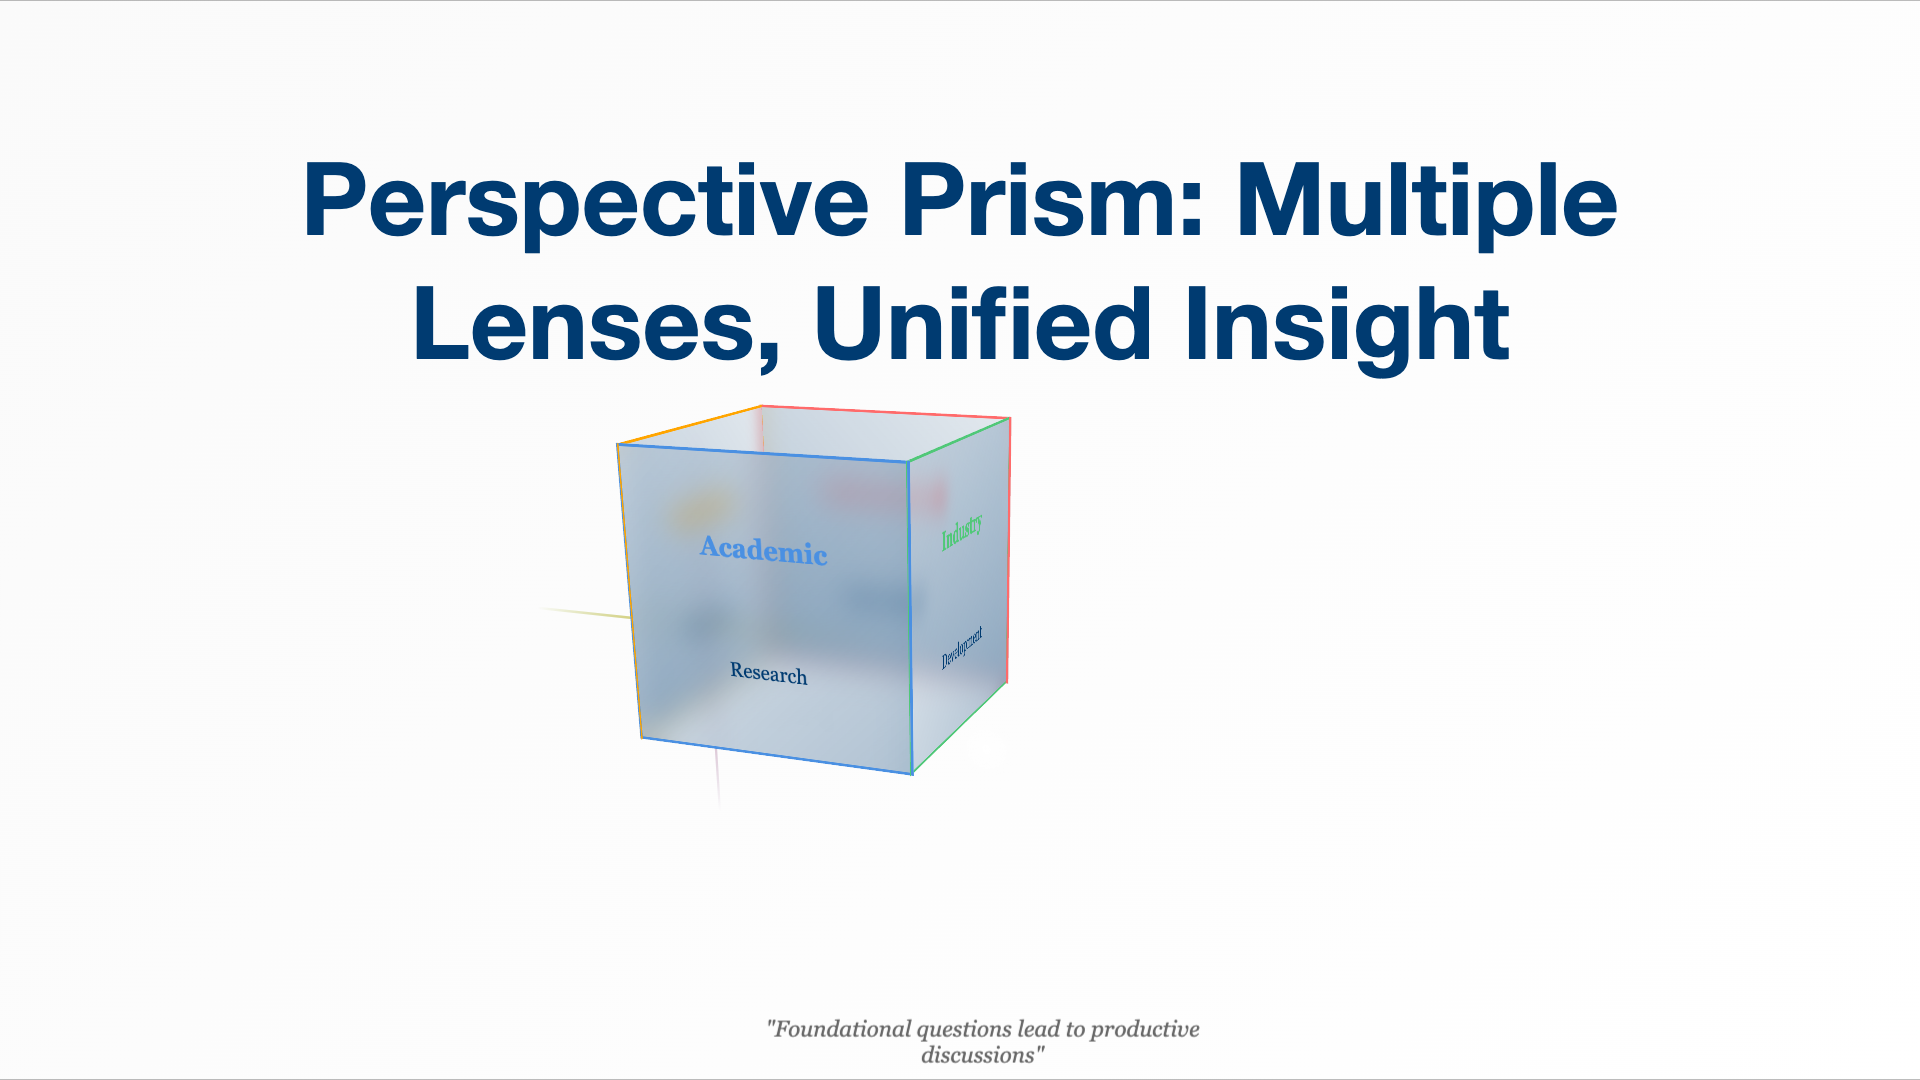 Perspective Prism: Multiple
Lenses, Unified Insight
Academic
Industry
Research
Development
"Foundational questions lead to productive
discussions"